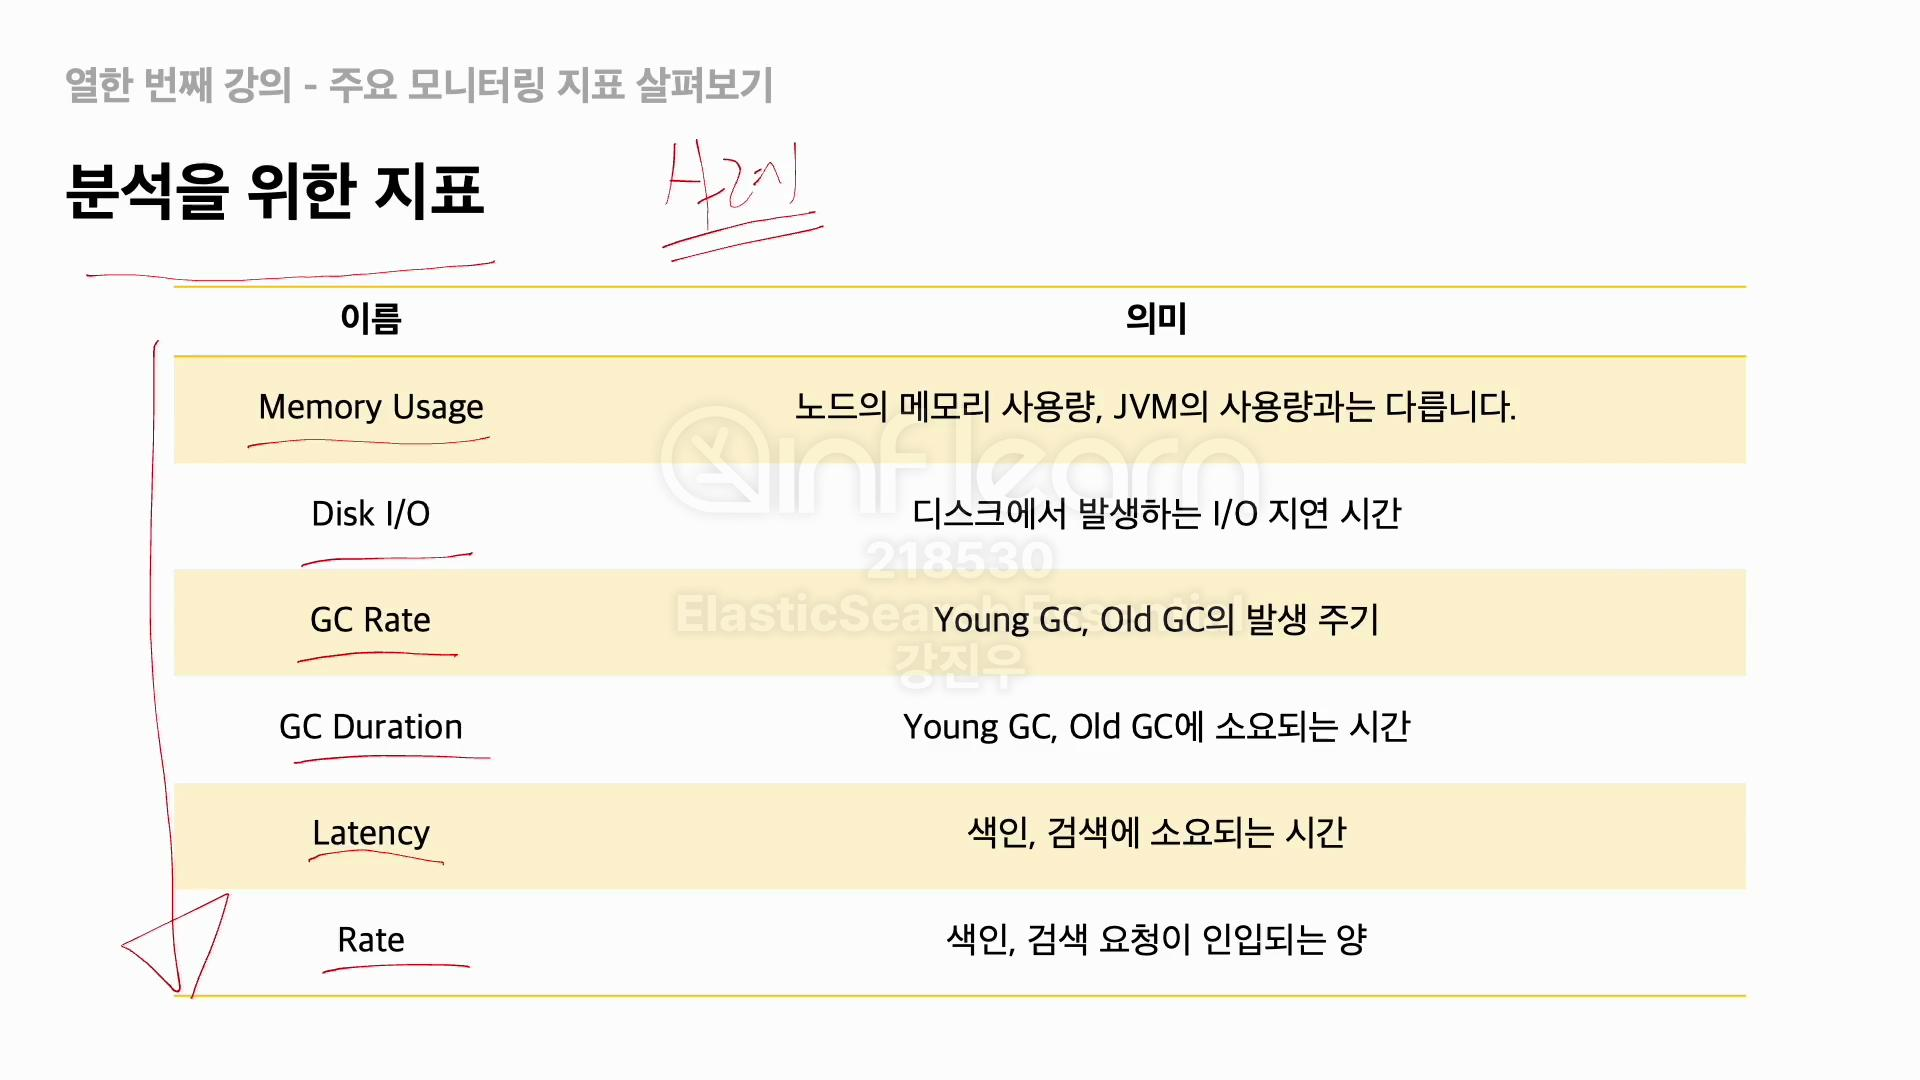 열한 번째 강의 - 주요 모니터링 지표 살펴보기
분석을 위한 지표
사례
이름 의미
Memory Usage 노드의 메모리 사용량, JVM의 사용량과는 다릅니다.
inflearn
Disk I/O 디스크에서 발생하는 I/O 지연 시간
218530
ElasticSearch Essential
GC Rate Young GC, Old GC의 발생 주기
강진우
GC Duration Young GC, Old GC에 소요되는 시간
Latency 색인, 검색에 소요되는 시간
Rate 색인, 검색 요청이 인입되는 양